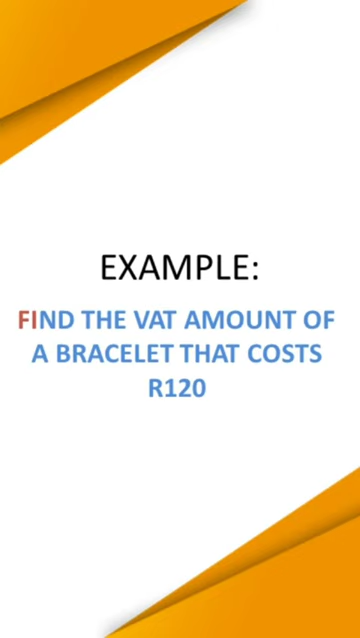 EXAMPLE:
FIND THE VAT AMOUNT OF
A BRACELET THAT COSTS
R120